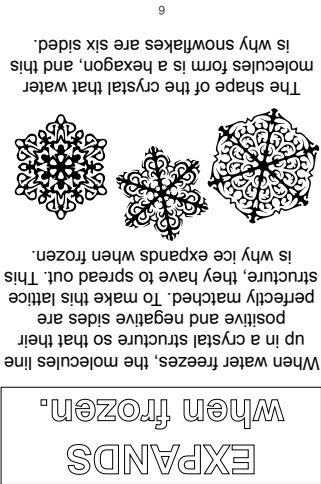 EXPANDS
when frozen.
When water freezes, the molecules line
up in a crystal structure so that their
positive and negative sides are
perfectly matched. To make this lattice
structure, they have to spread out. This
is why ice expands when frozen.
The shape of the crystal that water
molecules form is a hexagon, and this
is why snowflakes are six sided.
9